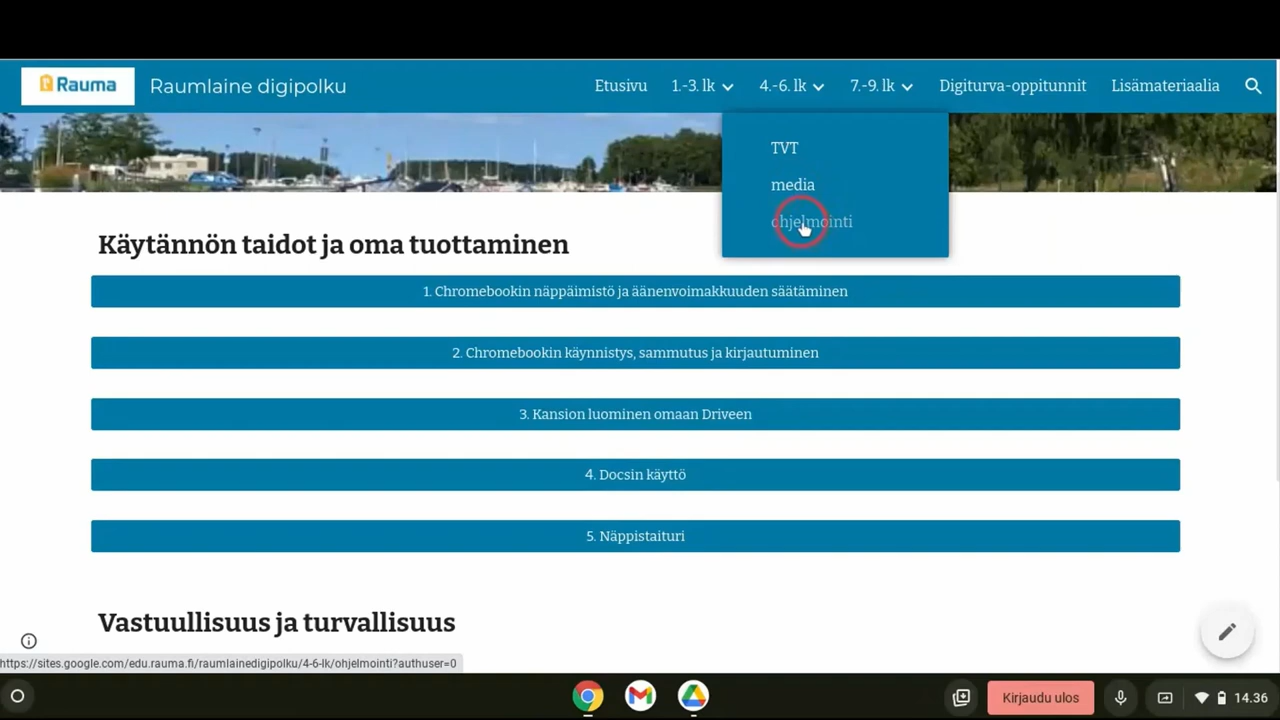 Rauma
Raumlaine digipolku
Etusivu
1.-3. lk
4.-6. lk
7.-9. lk
Digiturva-oppitunnit
Lisämateriaalia
TVT
media
ohjelmointi
Käytännön taidot ja oma tuottaminen
1. Chromebookin näppäimistö ja äänenvoimakkuuden säätäminen
2. Chromebookin käynnistys, sammutus ja kirjautuminen
3. Kansion luominen omaan Driveen
4. Docsin käyttö
5. Näppistaituri
Vastuullisuus ja turvallisuus
https://sites.google.com/edu.rauma.fi/raumlainedigipolku/4-6-lk/ohjelmointi?authuser=0
Kirjaudu ulos
14.36